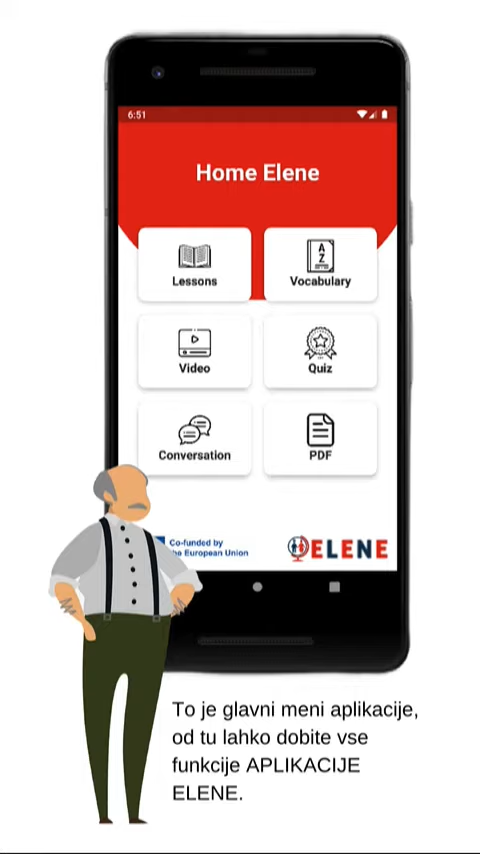 6:51
Home Elene
Lessons
Vocabulary
A
Z
Video
Quiz
Conversation
PDF
Co-funded by
he European Union
ELENE
To je glavni meni aplikacije,
od tu lahko dobite vse
funkcije APLIKACIJE
ELENE.